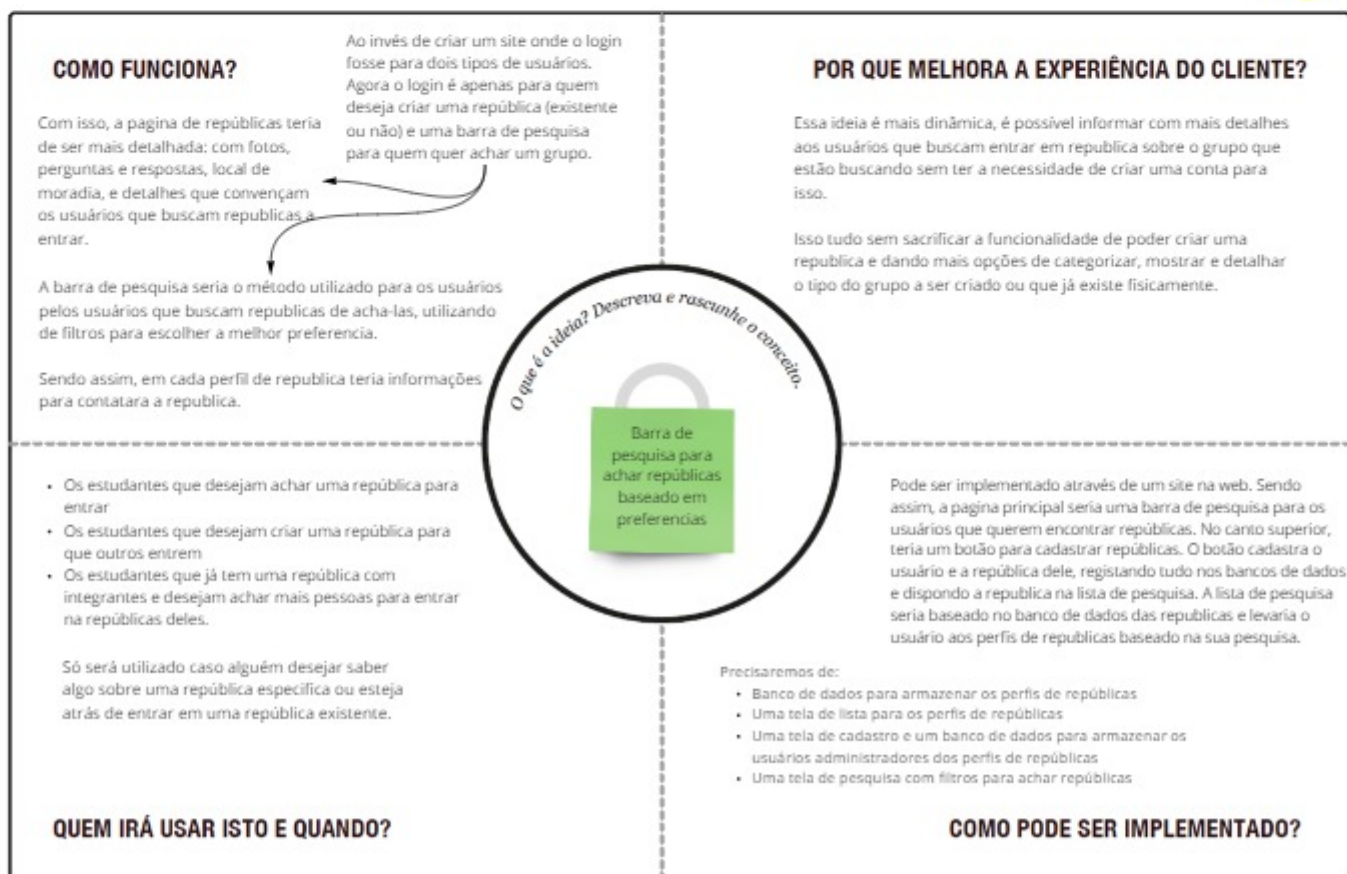 COMO FUNCIONA?
Ao invés de criar um site onde o login
fosse para dois tipos de usuários.
Agora o login é apenas para quem
deseja criar uma república (existente
ou não) e uma barra de pesquisa
para quem quer achar um grupo.
Com isso, a pagina de repúblicas teria
de ser mais detalhada: com fotos,
perguntas e respostas, local de
moradia, e detalhes que convençam
os usuários que buscam republicas a
entrar.
A barra de pesquisa seria o método utilizado para os usuários
pelos usuários que buscam republicas de acha-las, utilizando
de filtros para escolher a melhor preferencia.
Sendo assim, em cada perfil de republica teria informações
para contatara a republica.
POR QUE MELHORA A EXPERIÊNCIA DO CLIENTE?
Essa ideia é mais dinâmica, é possível informar com mais detalhes
aos usuários que buscam entrar em republica sobre o grupo que
estão buscando sem ter a necessidade de criar uma conta para
isso.
Isso tudo sem sacrificar a funcionalidade de poder criar uma
republica e dando mais opções de categorizar, mostrar e detalhar
o tipo do grupo a ser criado ou que já existe fisicamente.
O que é a ideia? Descreva e rascunhe o conceito.
Barra de
pesquisa para
achar repúblicas
baseado em
preferencias
• Os estudantes que desejam achar uma república para
entrar
• Os estudantes que desejam criar uma república para
que outros entrem
• Os estudantes que já tem uma república com
integrantes e desejam achar mais pessoas para entrar
na repúblicas deles.
Só será utilizado caso alguém desejar saber
algo sobre uma república especifica ou esteja
atrás de entrar em uma república existente.
QUEM IRÁ USAR ISTO E QUANDO?
Pode ser implementado através de um site na web. Sendo
assim, a pagina principal seria uma barra de pesquisa para os
usuários que querem encontrar repúblicas. No canto superior,
teria um botão para cadastrar repúblicas. O botão cadastra o
usuário e a república dele, registando tudo nos bancos de dados
e dispondo a republica na lista de pesquisa. A lista de pesquisa
seria baseado no banco de dados das republicas e levaria o
usuário aos perfis de republicas baseado na sua pesquisa.
Precisaremos de:
• Banco de dados para armazenar os perfis de repúblicas
• Uma tela de lista para os perfis de repúblicas
• Uma tela de cadastro e um banco de dados para armazenar os
usuários administradores dos perfis de repúblicas
• Uma tela de pesquisa com filtros para achar repúblicas
COMO PODE SER IMPLEMENTADO?